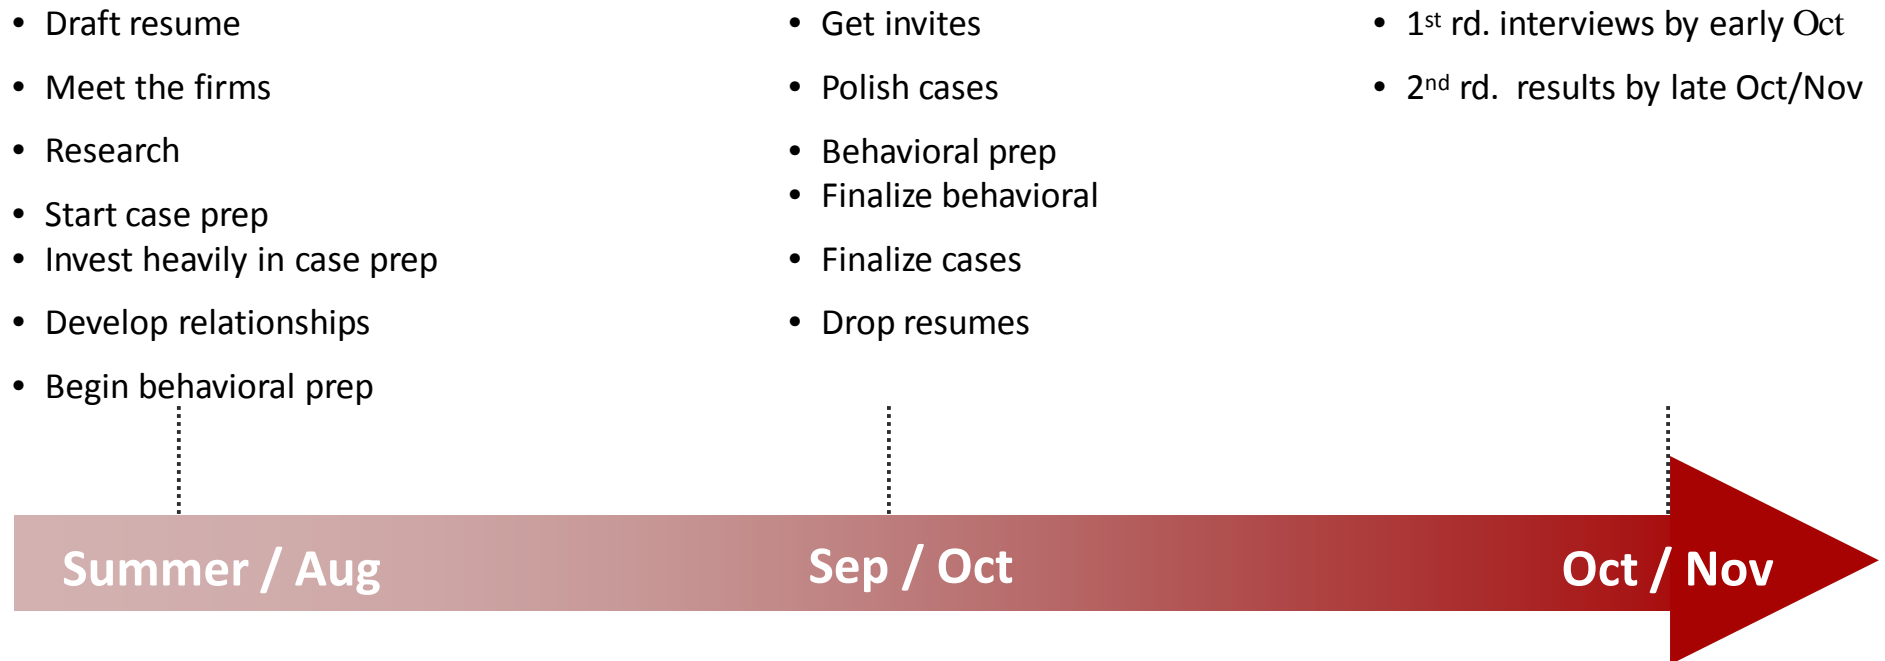 • Draft resume
• Meet the firms
• Research
• Start case prep
• Invest heavily in case prep
• Develop relationships
• Begin behavioral prep
• Get invites
• Polish cases
• Behavioral prep
• Finalize behavioral
• Finalize cases
• Drop resumes
• 1st rd. interviews by early Oct
• 2nd rd. results by late Oct/Nov
Summer / Aug
Sep / Oct
Oct / Nov